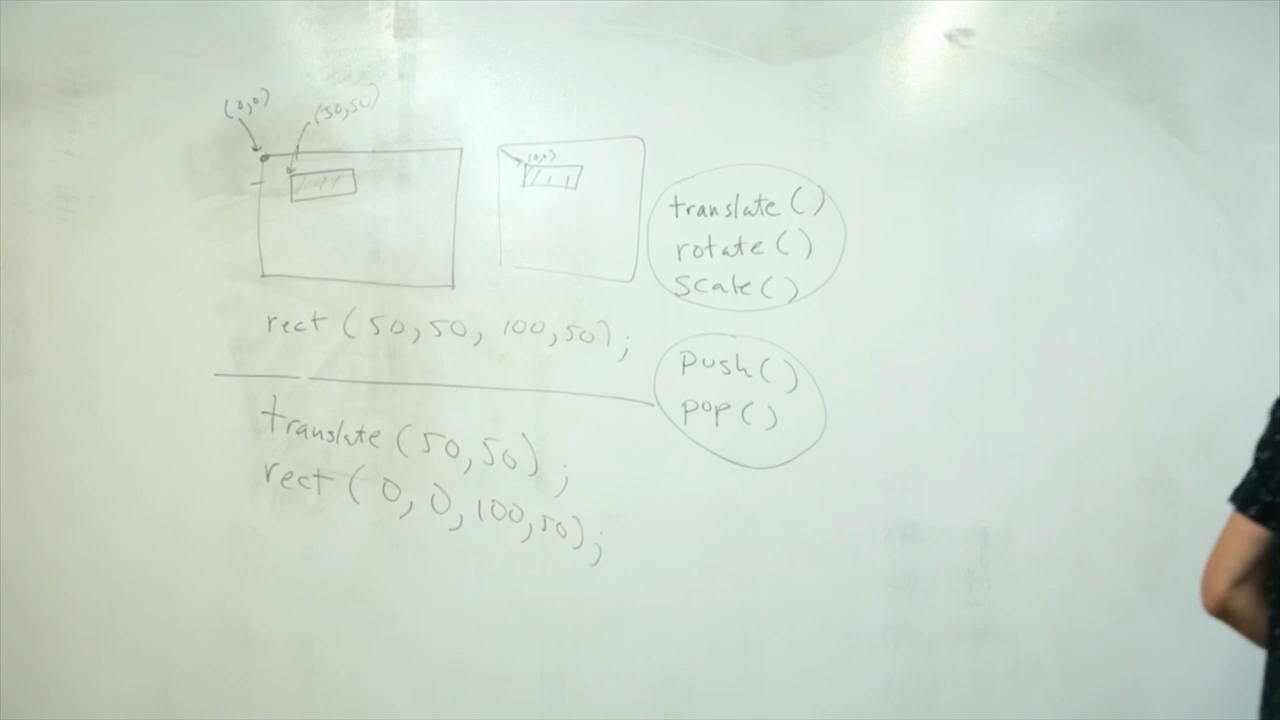 (0,0)
(50,50)
(0,0)
translate()
rotate()
scale()
rect (50,50, 100,50);
push()
pop()
translate (50,50);
rect (0, 0, 100,50);